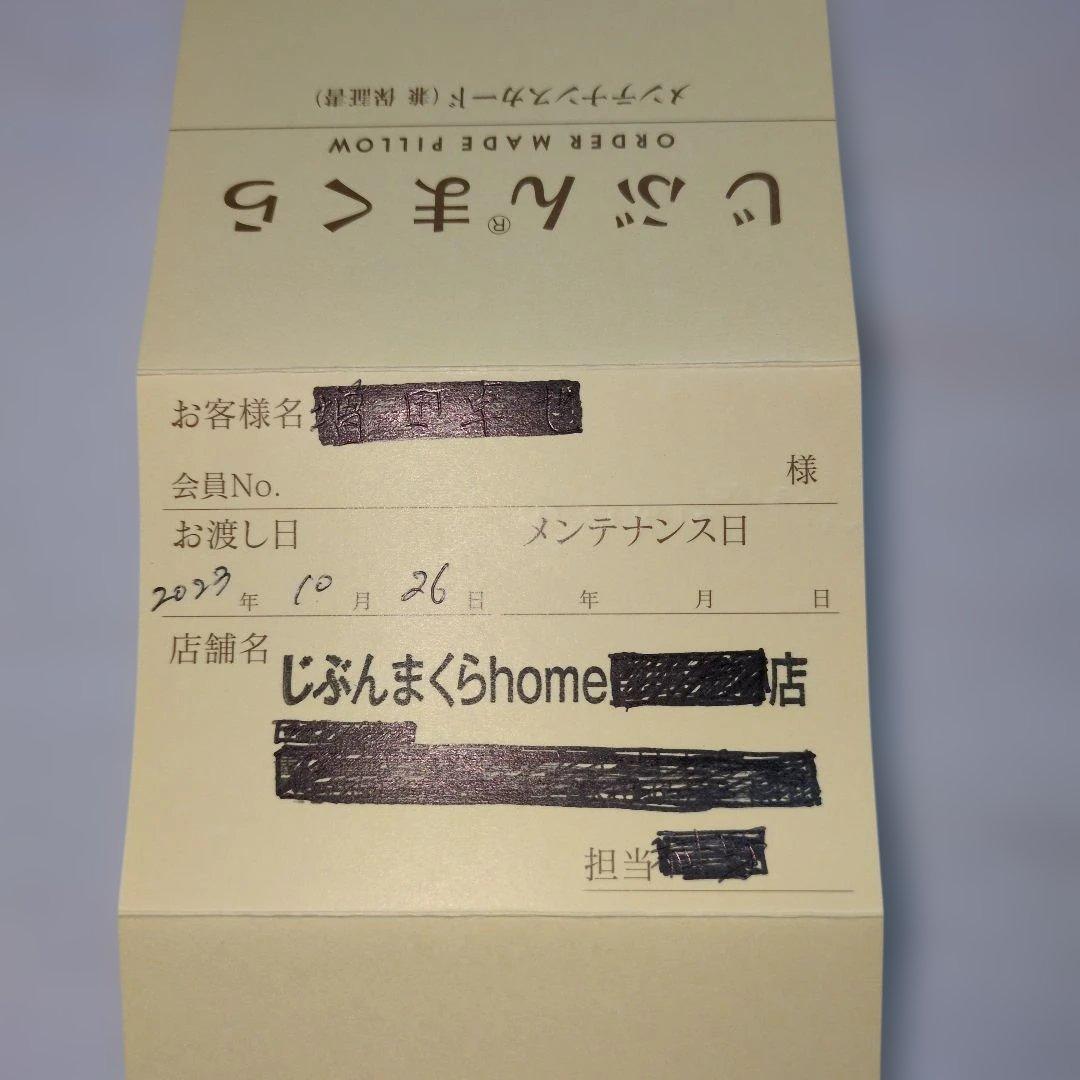 メンテナンスカード（兼 保証書）
ORDER MADE PILLOW
じぶんまくら®
お客様名
会員No. 様
お渡し日 メンテナンス日
2023年 10月 26日 年 月 日
店舗名
じぶんまくらhome 店
担当